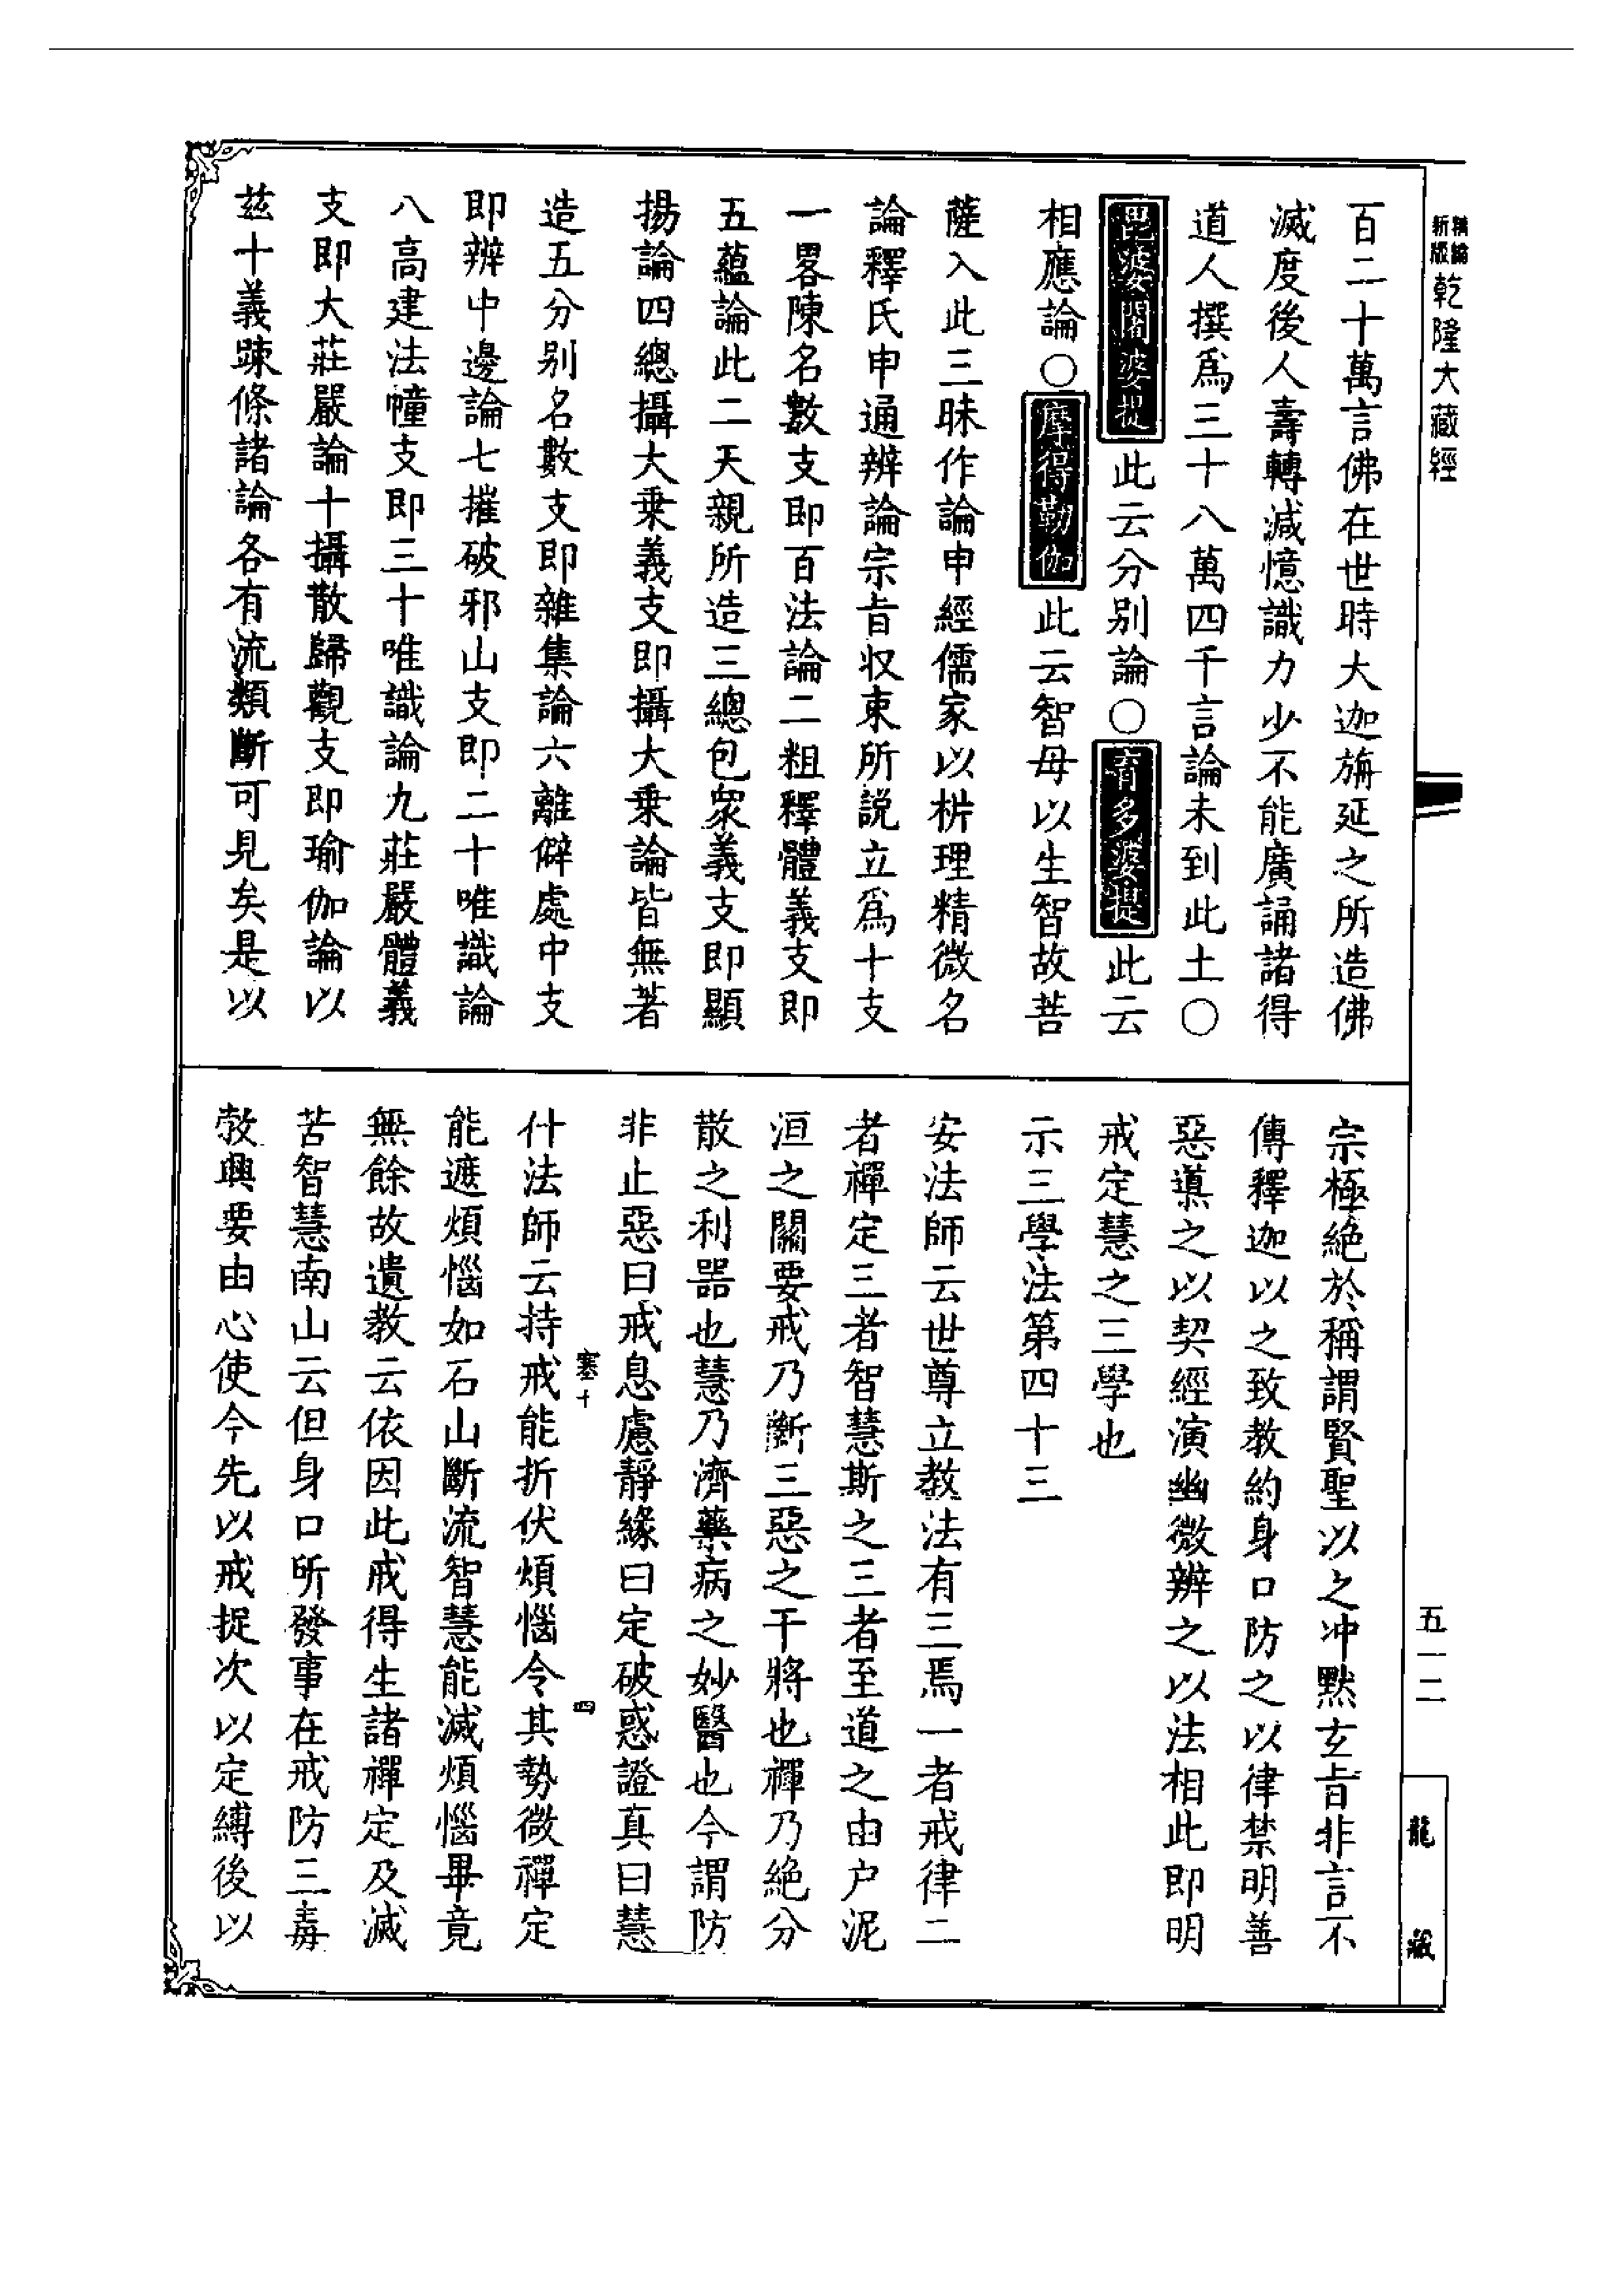 新版
精縮
乾隆大藏經
百二十萬言佛在世時大迦旃延之所造佛
滅度後人壽轉減憶識力少不能廣誦諸得
道人撰爲三十八萬四千言論未到此土〇
毘婆闍婆提此云分別論〇育多婆提此云
相應論〇摩得勒伽此云智母以生智故菩
薩入此三昧作論申經儒家以枿理精微名
論釋氏申通辨論宗旨収束所說立爲十支
一畧陳名數支即百法論二粗釋體義支即
五蘊論此二天親所造三總包衆義支即顯
揚論四總攝大乗義支即攝大乗論皆無著
造五分別名數支即雜集論六離僻處中支
即辨中邊論七摧破邪山支即二十唯識論
八高建法幢支即三十唯識論九莊嚴體義
支即大莊嚴論十攝散歸觀支即瑜伽論以
茲十義踈條諸論各有流類斷可見矣是以
宗極絕於稱謂賢聖以之冲默玄旨非言不
傳釋迦以之致教約身口防之以律禁明善
惡導之以契經演幽微辨之以法相此即明
戒定慧之三學也
示三學法第四十三
安法師云世尊立教法有三焉一者戒律二
者禪定三者智慧斯之三者至道之由户泥
洹之關要戒乃斷三惡之干將也禪乃絕分
散之利器也慧乃濟藥病之妙醫也今謂防
非止惡曰戒息慮靜緣曰定破惑證真曰慧
塞十
四
什法師云持戒能折伏煩惱令其勢微禪定
能遮煩惱如石山斷流智慧能滅煩惱畢竟
無餘故遺教云依因此戒得生諸禪定及滅
苦智慧南山云但身口所發事在戒防三毒
敎興要由心使今先以戒捉次以定縛後以
五一二
龍藏